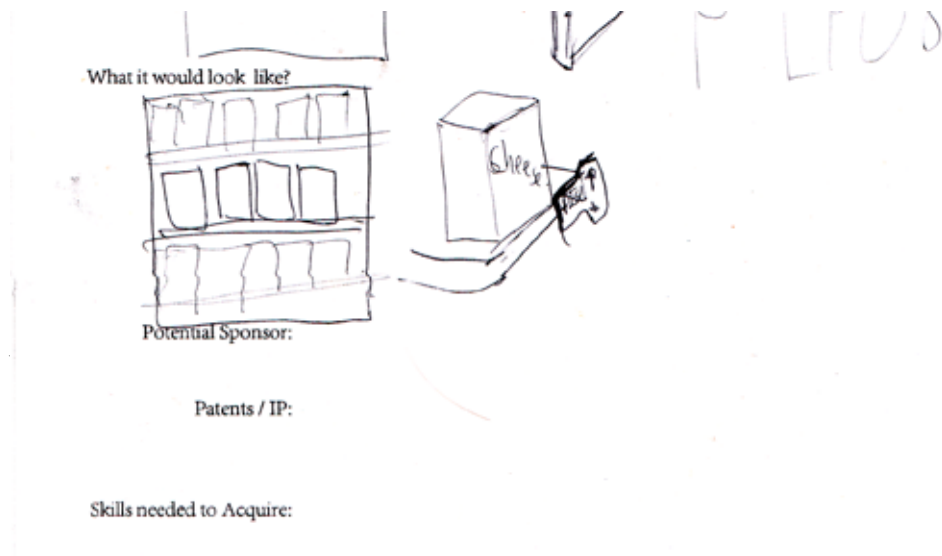 What it would look like?
Cheese
Potential Sponsor:
Patents / IP:
Skills needed to Acquire: